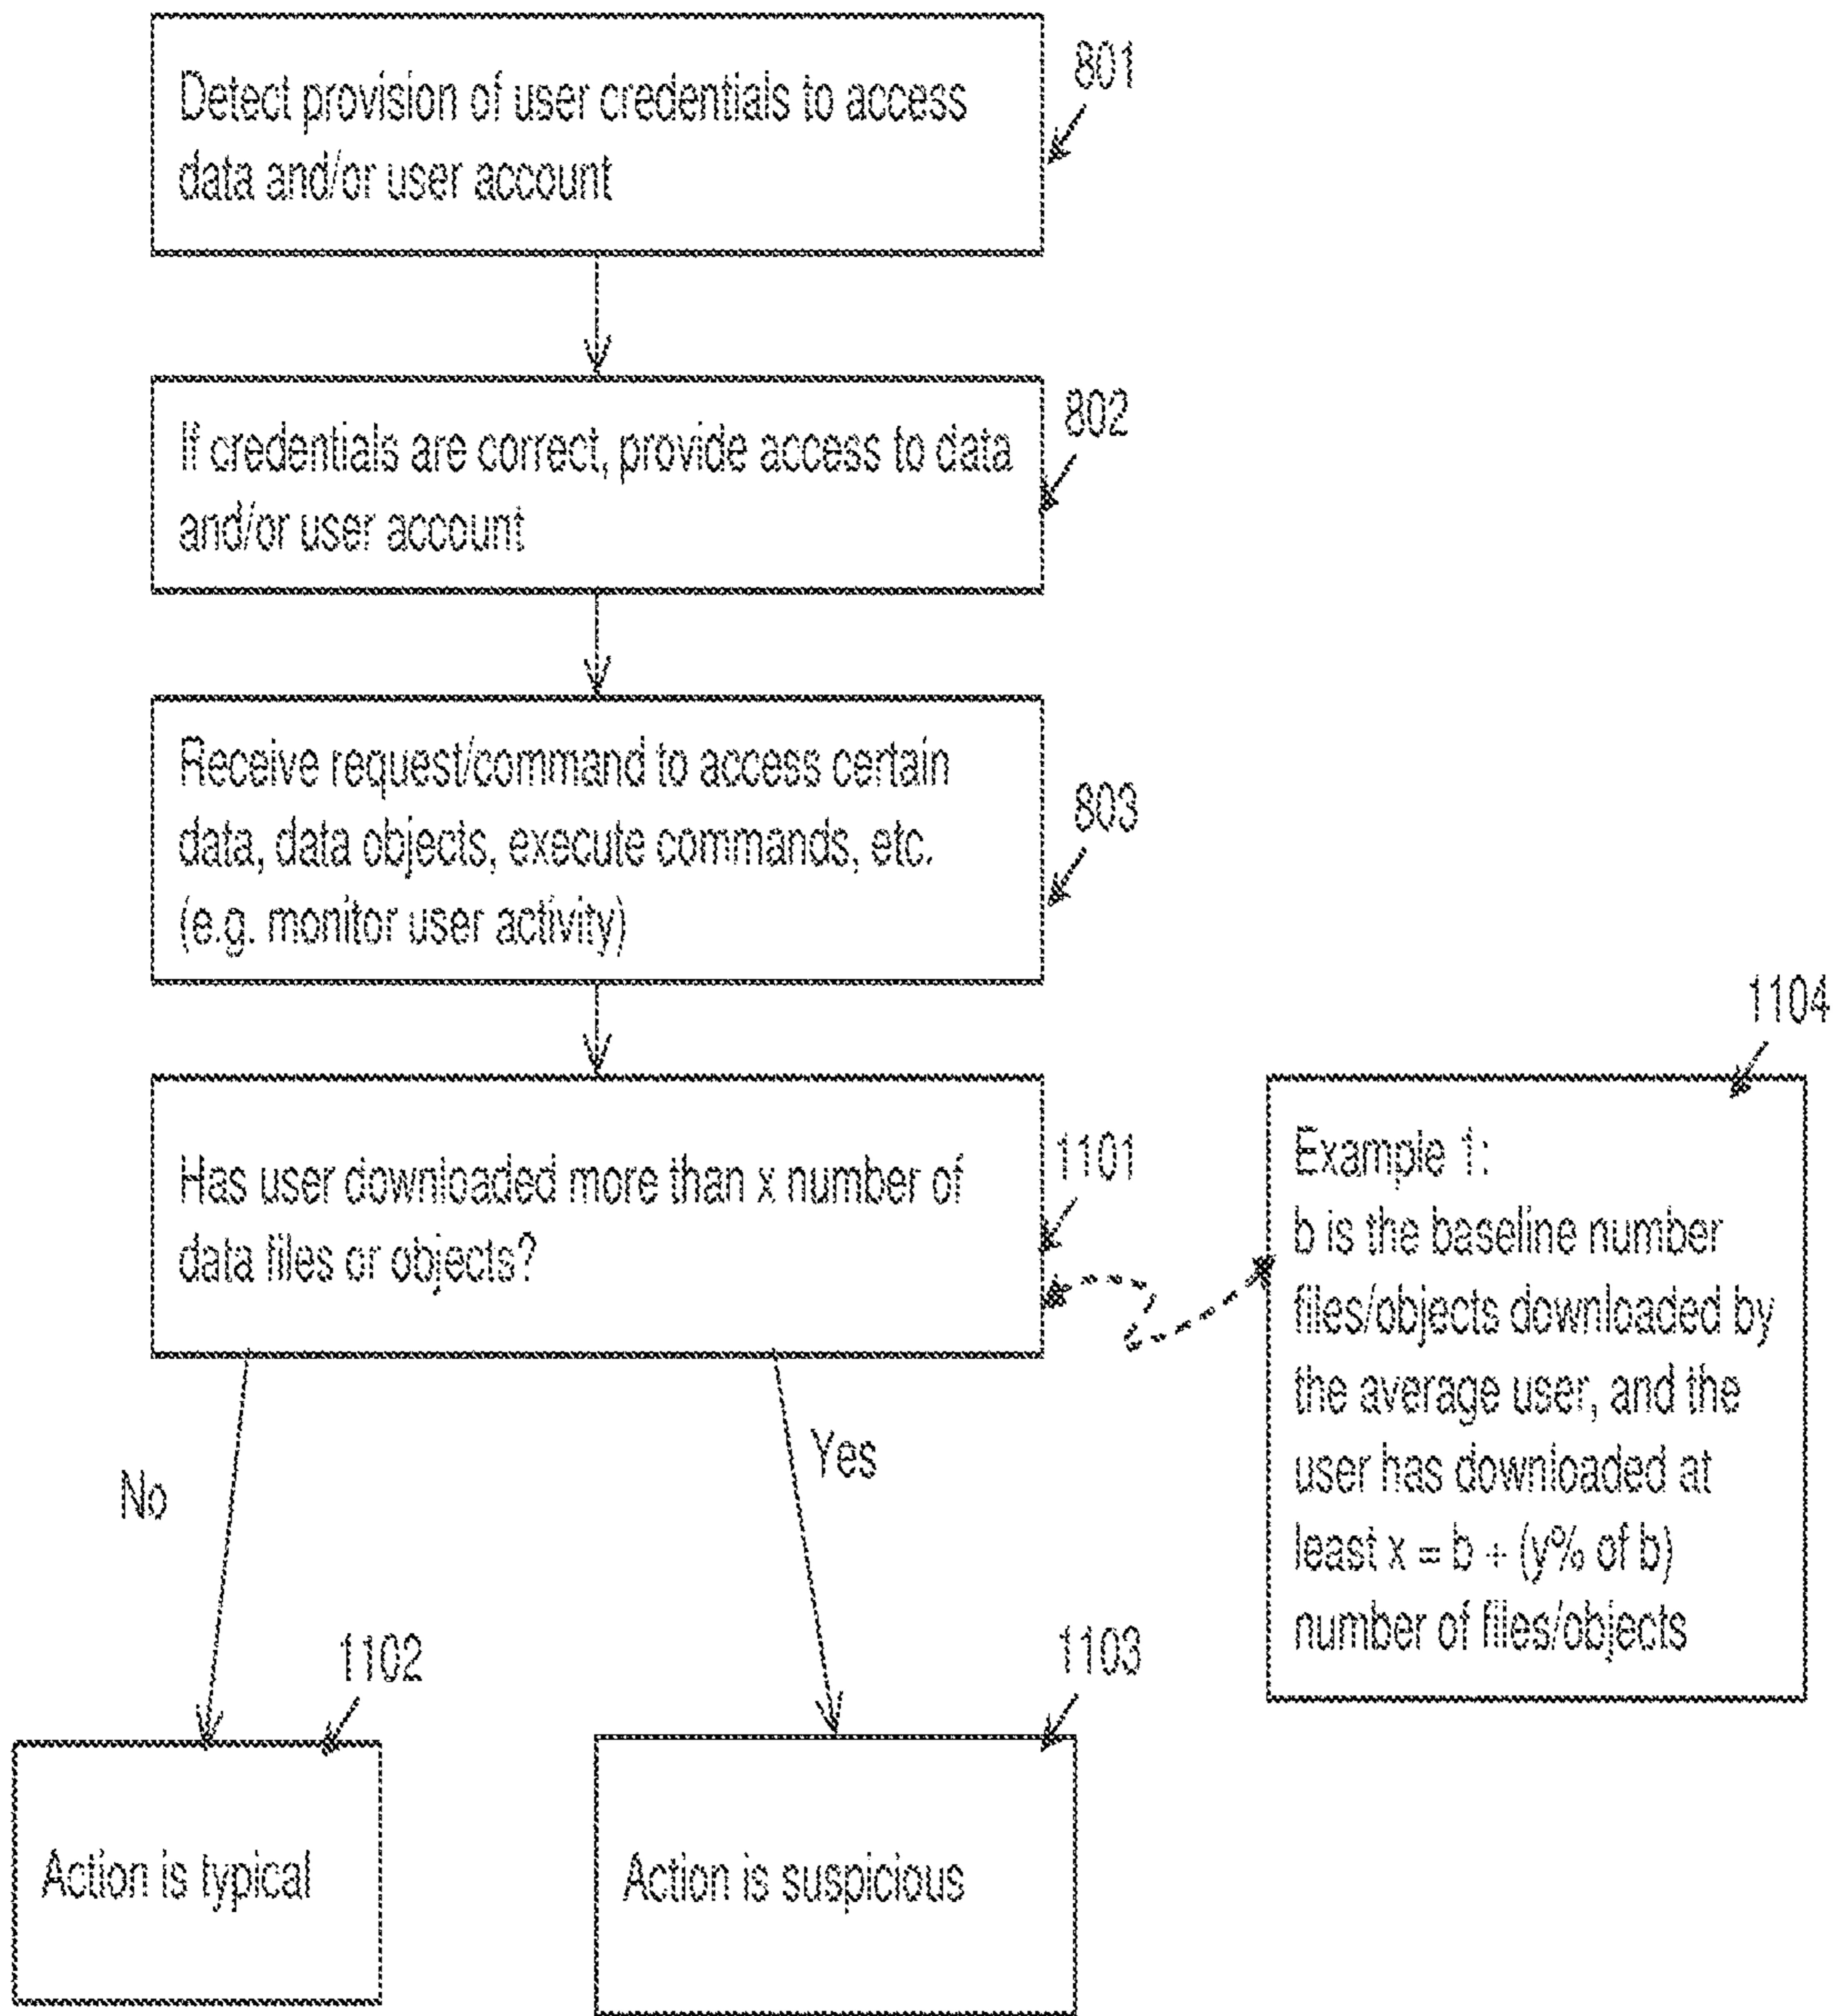 Detect provision of user credentials to access
data and/or user account
801
If credentials are correct, provide access to data
and/or user account
802
Receive request/command to access certain
data, data objects, execute commands, etc.
(e.g. monitor user activity)
803
Has user downloaded more than x number of
data files or objects?
1101
1104
Example 1:
b is the baseline number
files/objects downloaded by
the average user, and the
user has downloaded at
least x = b + (y% of b)
number of files/objects
No
Yes
1102
Action is typical
1103
Action is suspicious